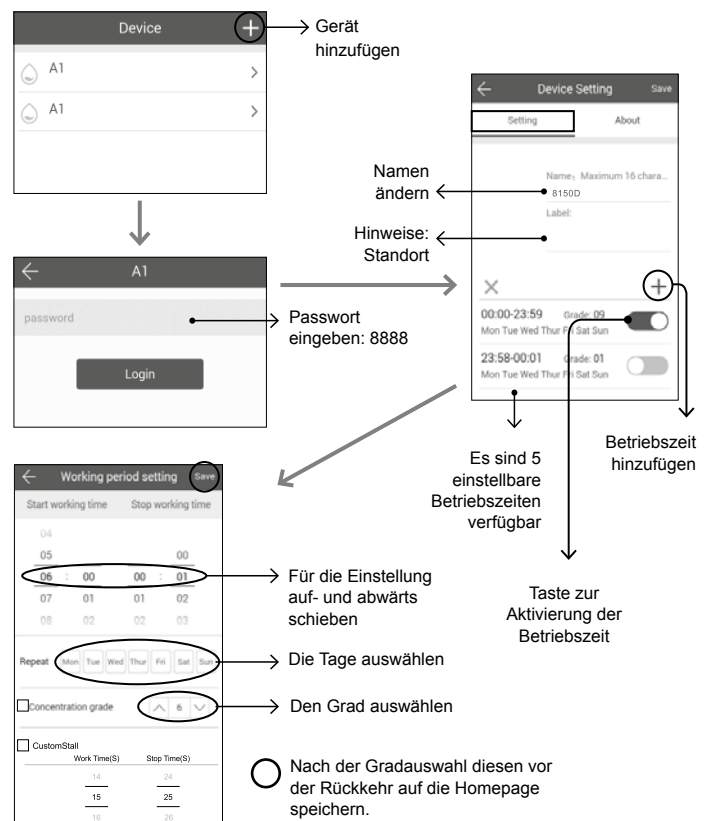 Device
Gerät
hinzufügen
A1
A1
A1
password
Login
Passwort
eingeben: 8888
Device Setting
Save
Setting
About
Namen
ändern
Name: Maximum 16 chara...
8150D
Hinweise:
Standort
Label:
00:00-23:59 Grade: 09
Mon Tue Wed Thur Fri Sat Sun
23:58-00:01 Grade: 01
Mon Tue Wed Thur Fri Sat Sun
Es sind 5
einstellbare
Betriebszeiten
verfügbar
Betriebszeit
hinzufügen
Taste zur
Aktivierung der
Betriebszeit
Working period setting
Save
Start working time Stop working time
04
05 00
06 : 00 00 : 01
07 01 01 02
08 02 02 03
Für die Einstellung
auf- und abwärts
schieben
Repeat Mon Tue Wed Thur Fri Sat Sun
Die Tage auswählen
Concentration grade 6
Den Grad auswählen
CustomStall
Work Time(S) Stop Time(S)
14 24
15 25
16 26
Nach der Gradauswahl diesen vor
der Rückkehr auf die Homepage
speichern.